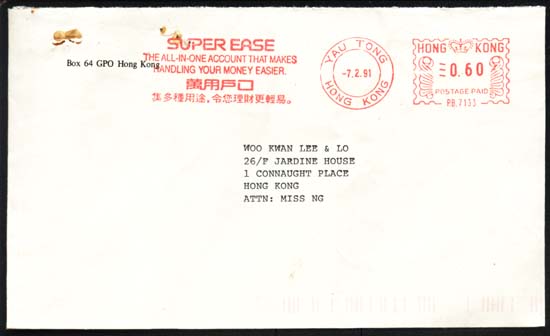 SUPER EASE
THE ALL-IN-ONE ACCOUNT THAT MAKES
HANDLING YOUR MONEY EASIER.
萬用戶口
多種用途，令您理財更輕易。
Box 64 GPO Hong Kong
YAU TONG
-7.2.91
HONG KONG
HONG KONG
0.60
POSTAGE PAID
P.B. 7133
WOO KWAN LEE & LO
26/F JARDINE HOUSE
1 CONNAUGHT PLACE
HONG KONG
ATTN: MISS NG